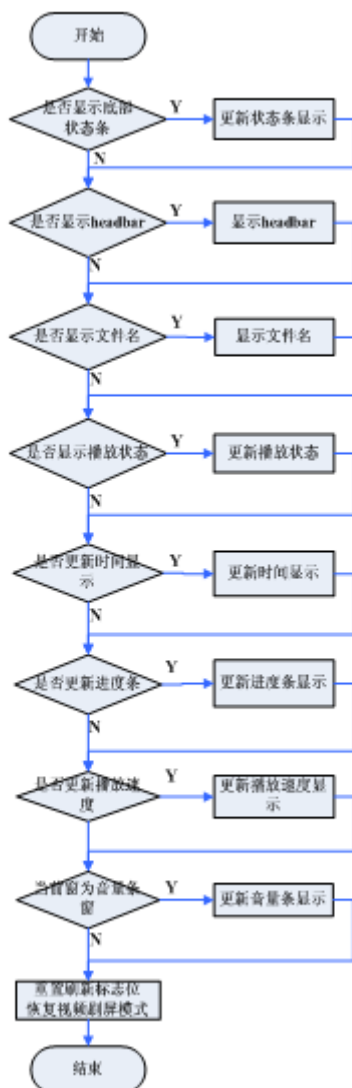 开始
是否显示底部
状态条
Y
更新状态条显示
N
是否显示headbar
Y
显示headbar
N
是否显示文件名
Y
显示文件名
N
是否显示播放状态
Y
更新播放状态
N
是否更新时间显
示
Y
更新时间显示
N
是否更新进度条
Y
更新进度条显示
N
是否更新播放速
度
Y
更新播放速度显
示
当前窗为音量条
窗
Y
更新音量条显示
N
重置刷新标志位
恢复视频刷屏模式
结束